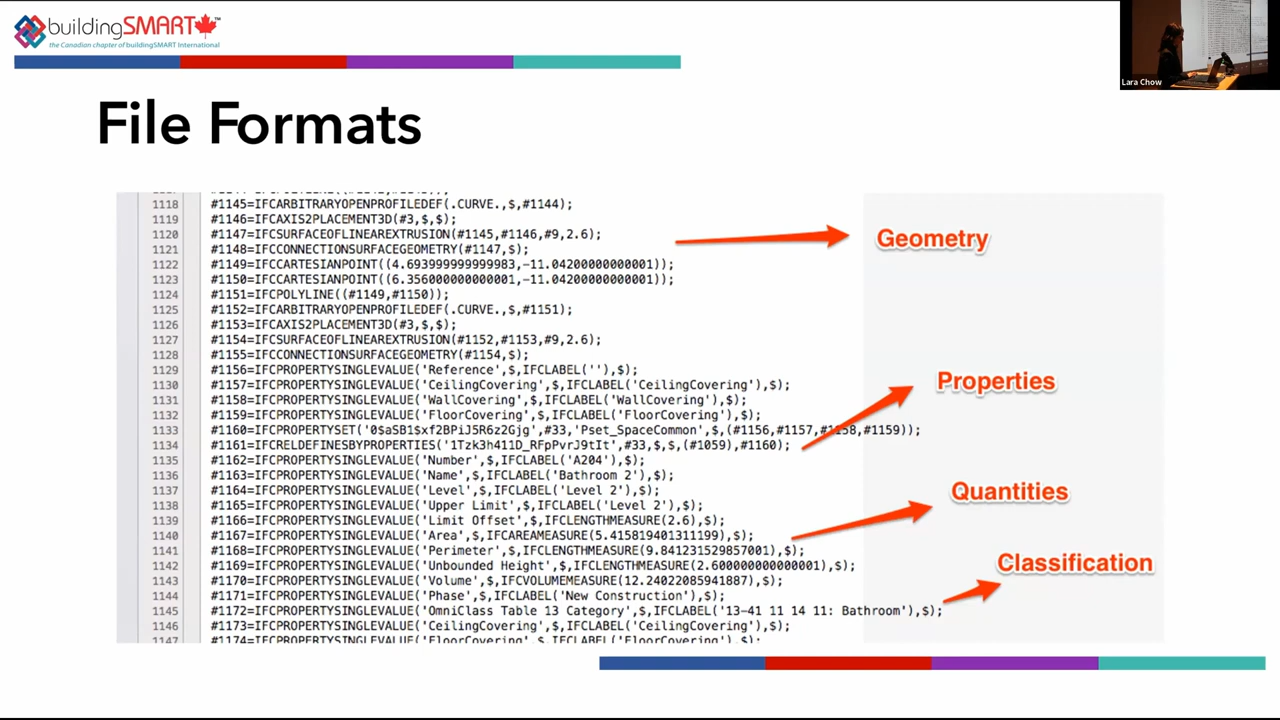 buildingSMART™
the Canadian chapter of buildingSMART International
Lara Chow
File Formats
1118 #1145=IFCARBITRARYOPENPROFILEDEF(.CURVE.,$,#1144);
1119 #1146=IFCAXIS2PLACEMENT3D(#3,$,$);
1120 #1147=IFCSURFACEOFLINEAREXTRUSION(#1145,#1146,#9,2.6);
1121 #1148=IFCCONNECTIONSURFACEGEOMETRY(#1147,$);
1122 #1149=IFCCARTESIANPOINT((4.693999999999983,-11.04200000000001));
1123 #1150=IFCCARTESIANPOINT((6.356000000000001,-11.04200000000001));
1124 #1151=IFCPOLYLINE((#1149,#1150));
1125 #1152=IFCARBITRARYOPENPROFILEDEF(.CURVE.,$,#1151);
1126 #1153=IFCAXIS2PLACEMENT3D(#3,$,$);
1127 #1154=IFCSURFACEOFLINEAREXTRUSION(#1152,#1153,#9,2.6);
1128 #1155=IFCCONNECTIONSURFACEGEOMETRY(#1154,$);
1129 #1156=IFCPROPERTYSINGLEVALUE('Reference',$,IFCLABEL(''),$);
1130 #1157=IFCPROPERTYSINGLEVALUE('CeilingCovering',$,IFCLABEL('CeilingCovering'),$);
1131 #1158=IFCPROPERTYSINGLEVALUE('WallCovering',$,IFCLABEL('WallCovering'),$);
1132 #1159=IFCPROPERTYSINGLEVALUE('FloorCovering',$,IFCLABEL('FloorCovering'),$);
1133 #1160=IFCPROPERTYSET('0$aSB1$xf2BPiJ5R6z2Gjg',#33,'Pset_SpaceCommon',$,(#1156,#1157,#1158,#1159));
1134 #1161=IFCRELDEFINESBYPROPERTIES('1Tzk3h411D_RFpPvrJ9tIt',#33,$,$,(#1059),#1160);
1135 #1162=IFCPROPERTYSINGLEVALUE('Number',$,IFCLABEL('A204'),$);
1136 #1163=IFCPROPERTYSINGLEVALUE('Name',$,IFCLABEL('Bathroom 2'),$);
1137 #1164=IFCPROPERTYSINGLEVALUE('Level',$,IFCLABEL('Level 2'),$);
1138 #1165=IFCPROPERTYSINGLEVALUE('Upper Limit',$,IFCLABEL('Level 2'),$);
1139 #1166=IFCPROPERTYSINGLEVALUE('Limit Offset',$,IFCLENGTHMEASURE(2.6),$);
1140 #1167=IFCPROPERTYSINGLEVALUE('Area',$,IFCAREAMEASURE(5.415819401311199),$);
1141 #1168=IFCPROPERTYSINGLEVALUE('Perimeter',$,IFCLENGTHMEASURE(9.841231529857001),$);
1142 #1169=IFCPROPERTYSINGLEVALUE('Unbounded Height',$,IFCLENGTHMEASURE(2.600000000000001),$);
1143 #1170=IFCPROPERTYSINGLEVALUE('Volume',$,IFCVOLUMEMEASURE(12.24022085941887),$);
1144 #1171=IFCPROPERTYSINGLEVALUE('Phase',$,IFCLABEL('New Construction'),$);
1145 #1172=IFCPROPERTYSINGLEVALUE('OmniClass Table 13 Category',$,IFCLABEL('13-41 11 14 11: Bathroom'),$);
1146 #1173=IFCPROPERTYSINGLEVALUE('CeilingCovering',$,IFCLABEL('CeilingCovering'),$);
1147 #1174=IFCPROPERTYSINGLEVALUE('FloorCovering',$,IFCLABEL('FloorCovering'),$);
Geometry
Properties
Quantities
Classification